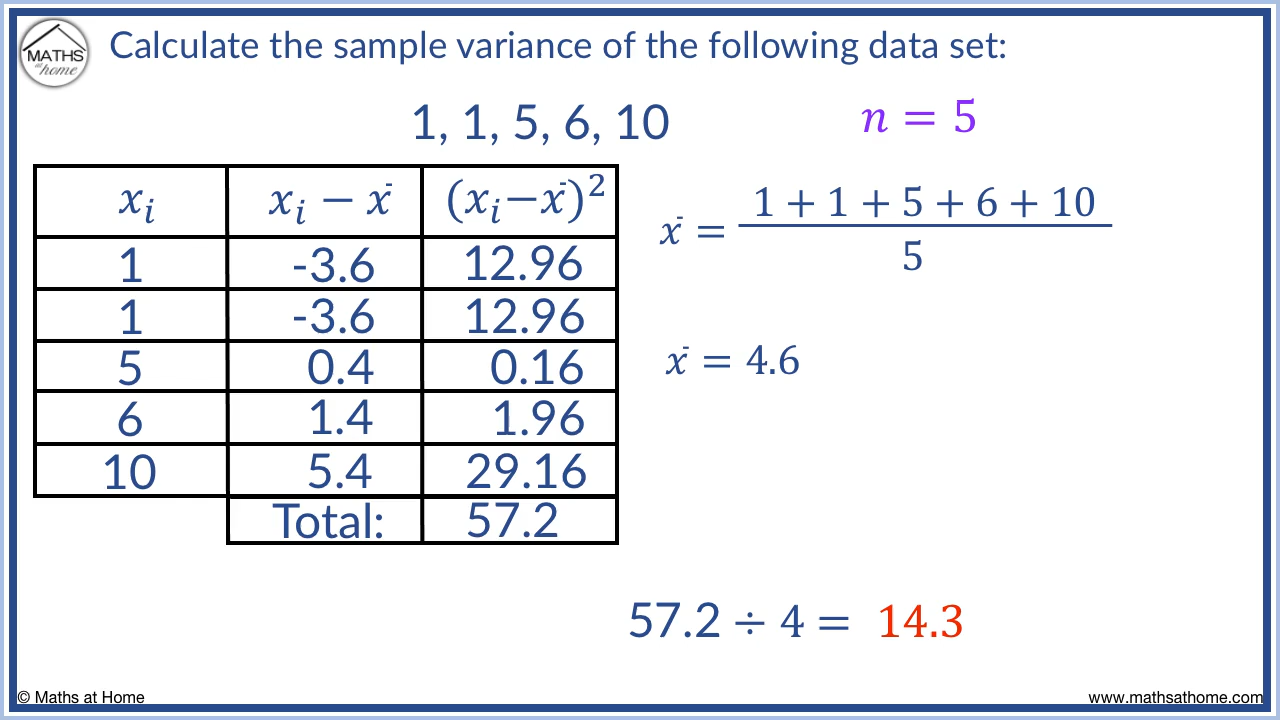 MATHS
at home
Calculate the sample variance of the following data set:
1, 1, 5, 6, 10
n = 5
xᵢ | xᵢ − x̄ | (xᵢ−x̄)²
1 | -3.6 | 12.96
1 | -3.6 | 12.96
5 | 0.4 | 0.16
6 | 1.4 | 1.96
10 | 5.4 | 29.16
Total: | 57.2
x̄ =
1 + 1 + 5 + 6 + 10
5
x̄ = 4.6
57.2 ÷ 4 = 14.3
© Maths at Home
www.mathsathome.com